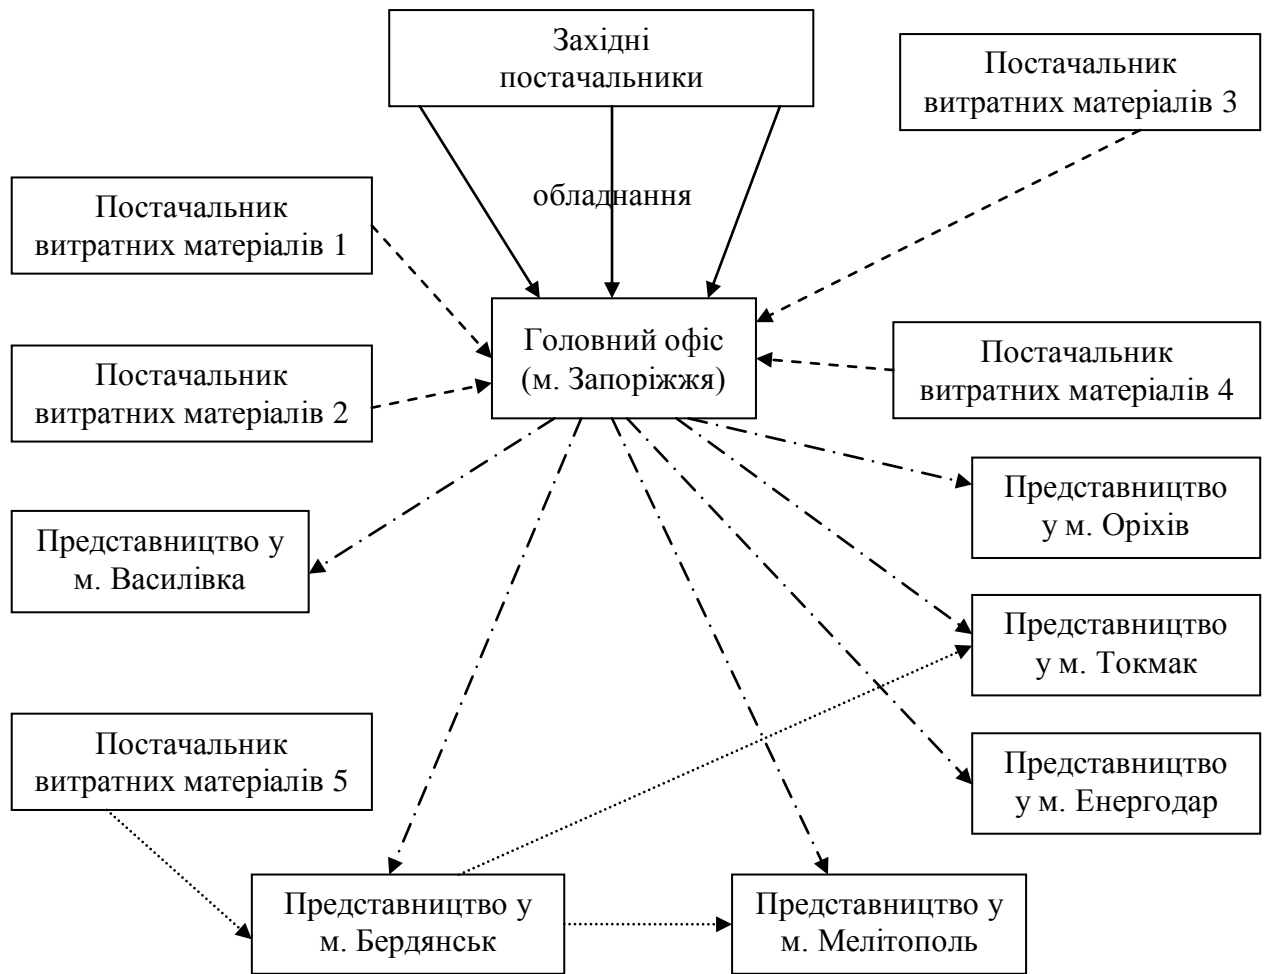 Західні
постачальники
Постачальник
витратних матеріалів 3
обладнання
Постачальник
витратних матеріалів 1
Головний офіс
(м. Запоріжжя)
Постачальник
витратних матеріалів 2
Постачальник
витратних матеріалів 4
Представництво
у м. Оріхів
Представництво у
м. Василівка
Представництво
у м. Токмак
Постачальник
витратних матеріалів 5
Представництво
у м. Енергодар
Представництво у
м. Бердянськ
Представництво у
м. Мелітополь